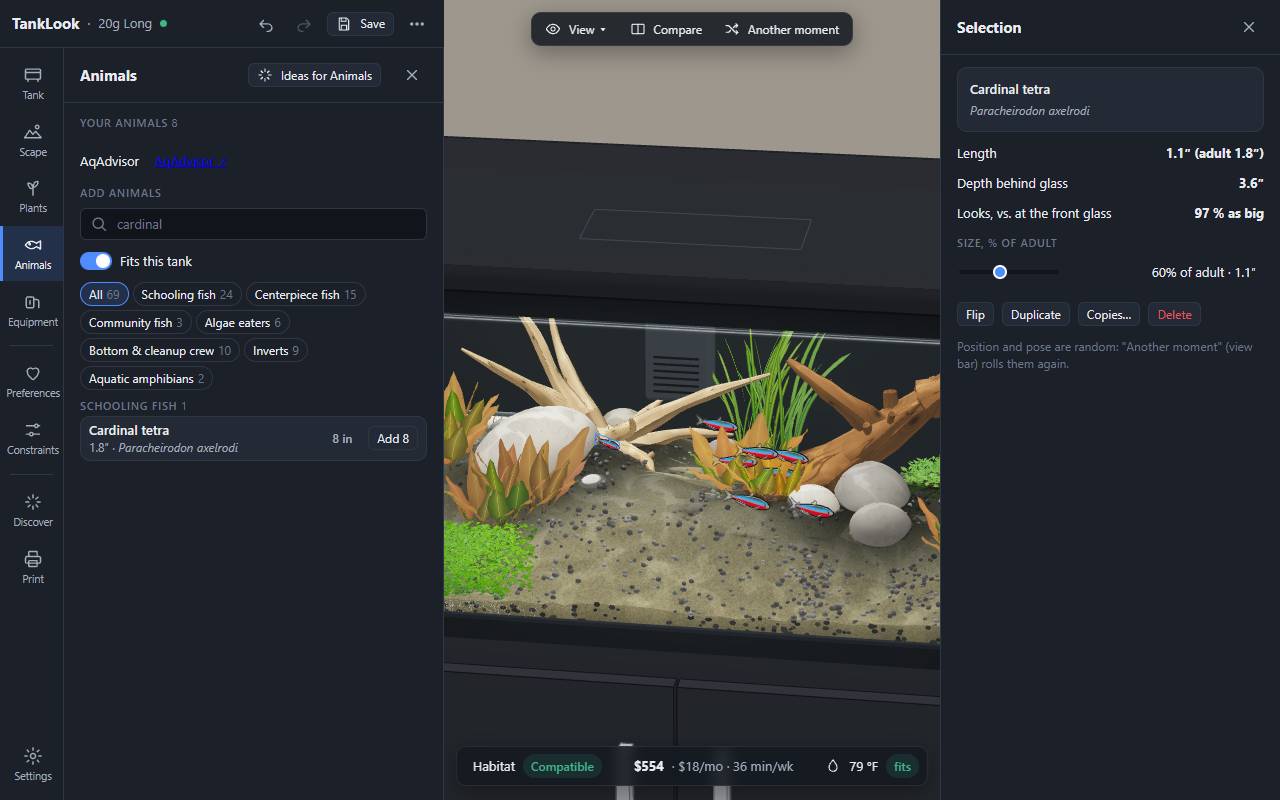 TankLook · 20g Long
Save
View
Compare
Another moment
Selection
Tank
Scape
Plants
Animals
Equipment
Preferences
Constraints
Discover
Print
Settings
Animals
Ideas for Animals
YOUR ANIMALS 8
AqAdvisor AqAdvisor ↗
ADD ANIMALS
cardinal
Fits this tank
All 69
Schooling fish 24
Centerpiece fish 15
Community fish 3
Algae eaters 6
Bottom & cleanup crew 10
Inverts 9
Aquatic amphibians 2
SCHOOLING FISH 1
Cardinal tetra
1.8″ · Paracheirodon axelrodi
8 in
Add 8
Habitat
Compatible
$554 · $18/mo · 36 min/wk
79 °F
fits
Cardinal tetra
Paracheirodon axelrodi
Length 1.1″ (adult 1.8″)
Depth behind glass 3.6″
Looks, vs. at the front glass 97 % as big
SIZE, % OF ADULT
60% of adult · 1.1″
Flip
Duplicate
Copies…
Delete
Position and pose are random: "Another moment" (view
bar) rolls them again.